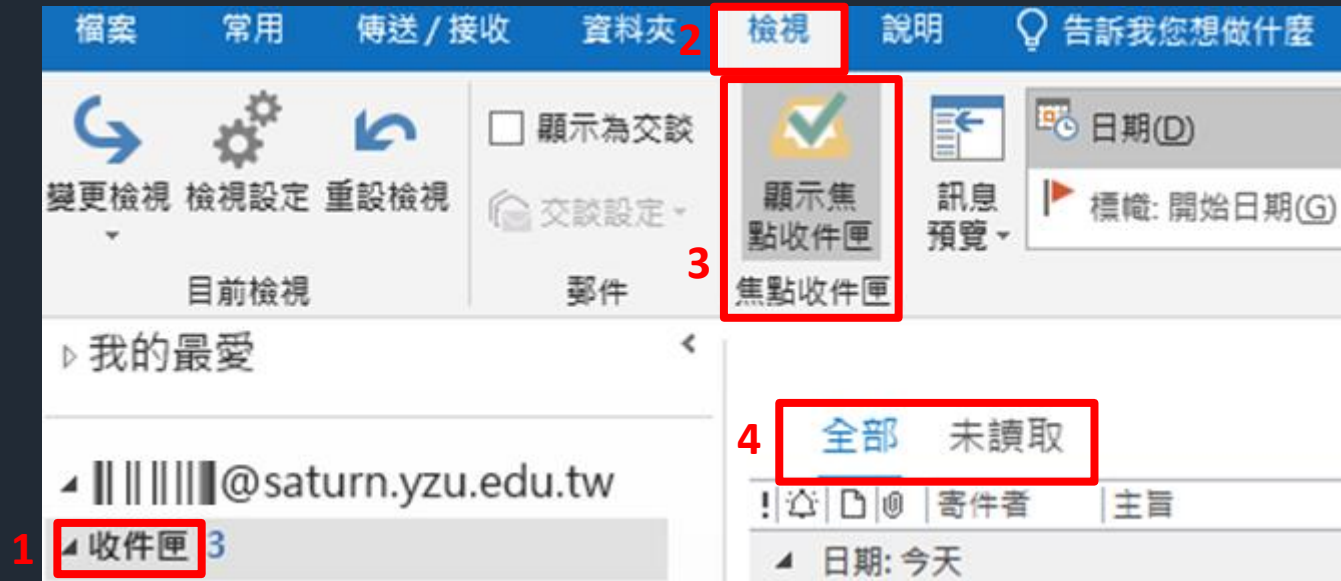 檔案 常用 傳送 / 接收 資料夾 2 檢視 說明 告訴我您想做什麼
變更檢視 檢視設定 重設檢視
目前檢視
顯示為交談
交談設定
郵件
3
顯示焦
點收件匣
焦點收件匣
訊息
預覽
日期(D)
標幟: 開始日期(G)
我的最愛
@saturn.yzu.edu.tw
1 收件匣 3
4 全部 未讀取
! 寄件者 主旨
日期: 今天